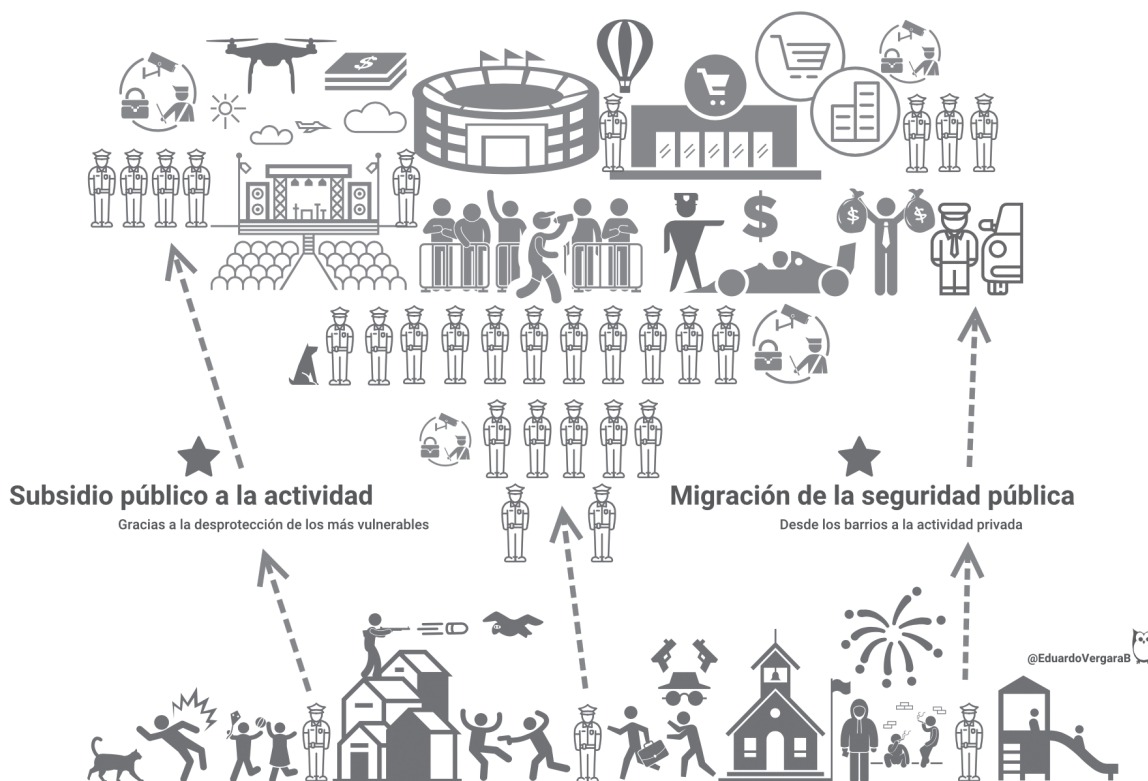 $
$
$ $
Subsidio público a la actividad
Gracias a la desprotección de los más vulnerables
Migración de la seguridad pública
Desde los barrios a la actividad privada
@EduardoVergaraB